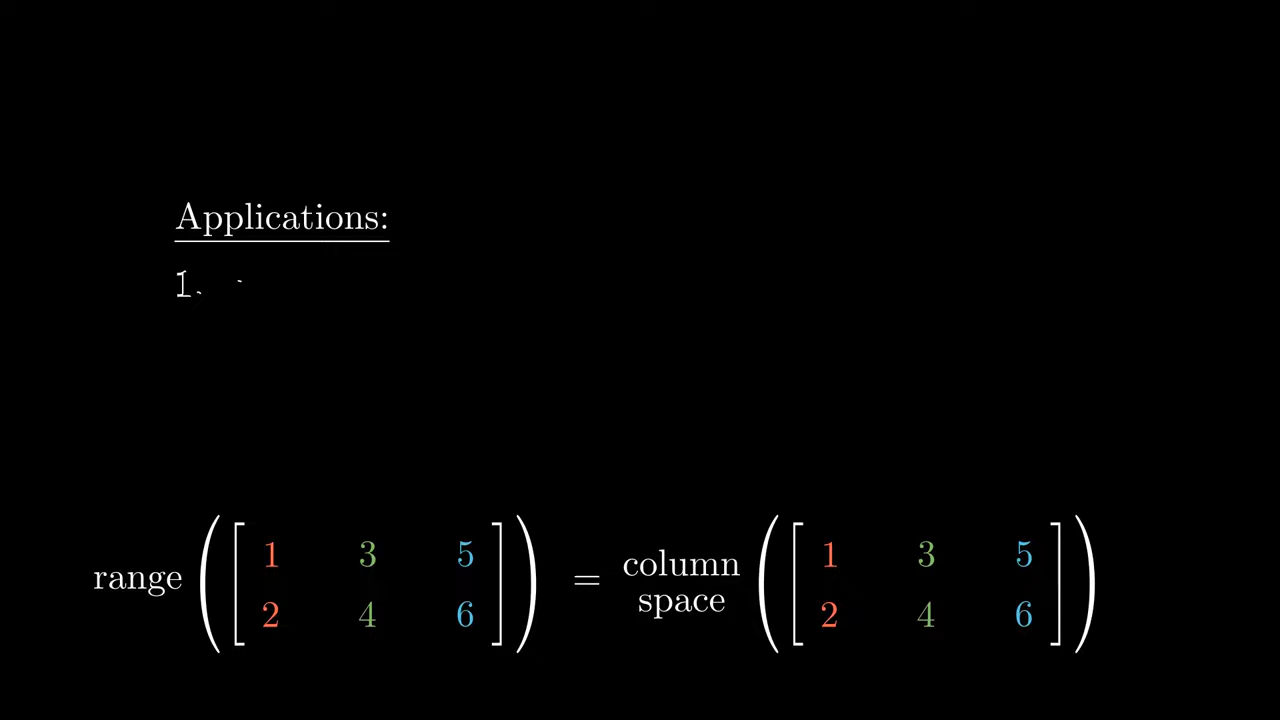 Applications:
1.
range ( [ 1 3 5
2 4 6 ] ) = column space ( [ 1 3 5
2 4 6 ] )